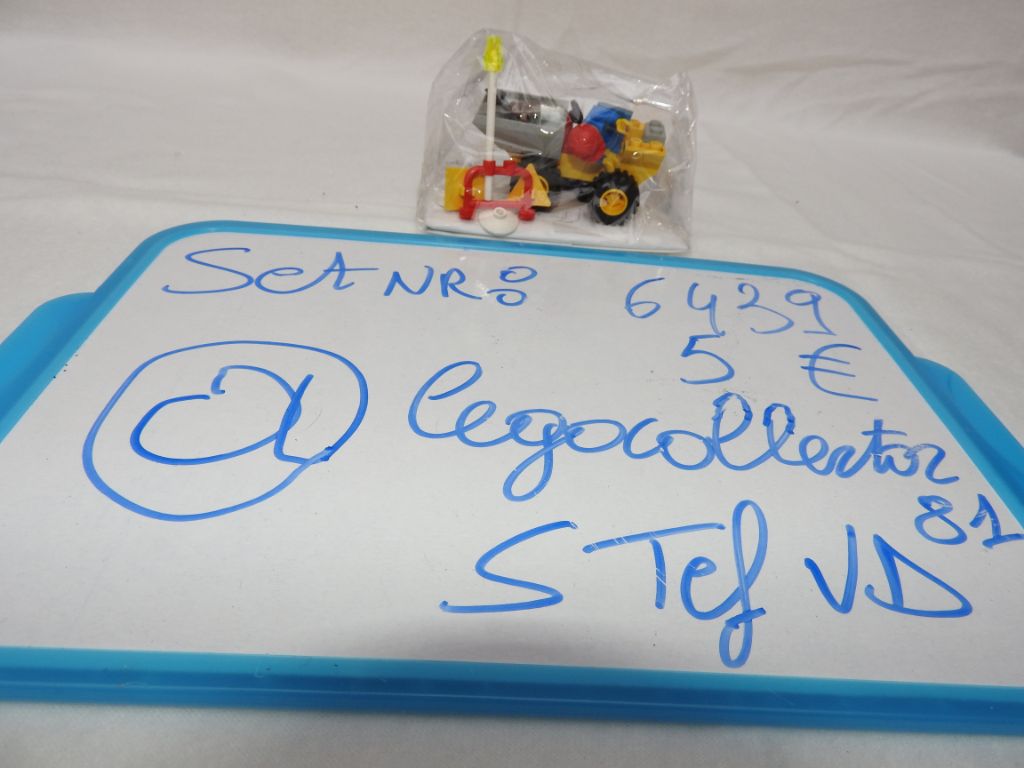 Set NR: 6439
5 €
@ legocollector
81
Stef VD